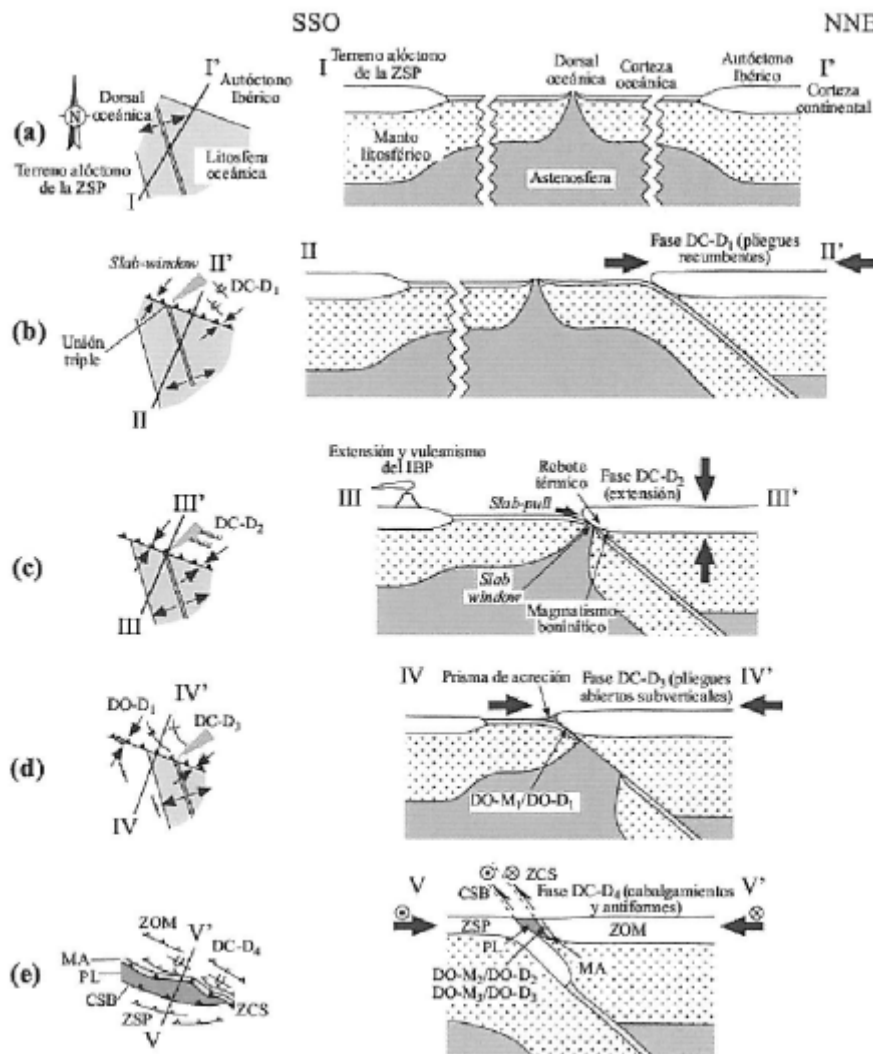 SSO
NNE
(a)
N
Dorsal
oceánica
I'
Autóctono
Ibérico
Terreno alóctono
de la ZSP
Litosfera
oceánica
I
I
Terreno alóctono
de la ZSP
Dorsal
oceánica
Corteza
oceánica
Autóctono
Ibérico
I'
Corteza
continental
Manto
litosférico
Astenosfera
(b)
Slab-window
II'
DC-D1
Unión
triple
II
II
Fase DC-D1 (pliegues
recumbentes)
II'
(c)
III'
DC-D2
III
Extensión y vulcanismo
del IBP
III
Rebote
térmico
Fase DC-D2
(extensión)
III'
Slab-pull
Slab
window
Magmatismo
boninítico
(d)
DO-D1
IV'
DC-D3
IV
IV
Prisma de acreción
Fase DC-D3 (pliegues
abiertos subverticales)
IV'
DO-M1/DO-D1
(e)
ZOM
V'
DC-D4
MA
PL
CSB
ZSP
ZCS
V
V
ZCS
CSB
Fase DC-D4 (cabalgamientos
y antiformes)
V'
ZSP
ZOM
PL
MA
DO-M2/DO-D2
DO-M3/DO-D3